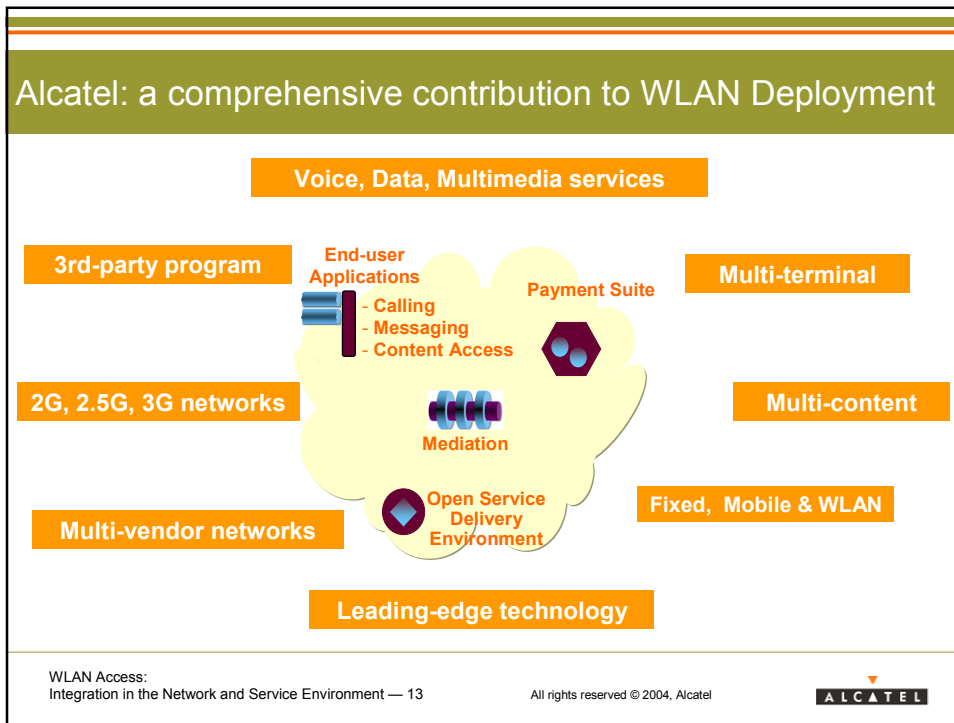 Alcatel: a comprehensive contribution to WLAN Deployment
Voice, Data, Multimedia services
3rd-party program
End-user
Applications
- Calling
- Messaging
- Content Access
Payment Suite
Multi-terminal
2G, 2.5G, 3G networks
Mediation
Multi-content
Multi-vendor networks
Open Service
Delivery
Environment
Fixed, Mobile & WLAN
Leading-edge technology
WLAN Access:
Integration in the Network and Service Environment — 13
All rights reserved © 2004, Alcatel
ALCATEL